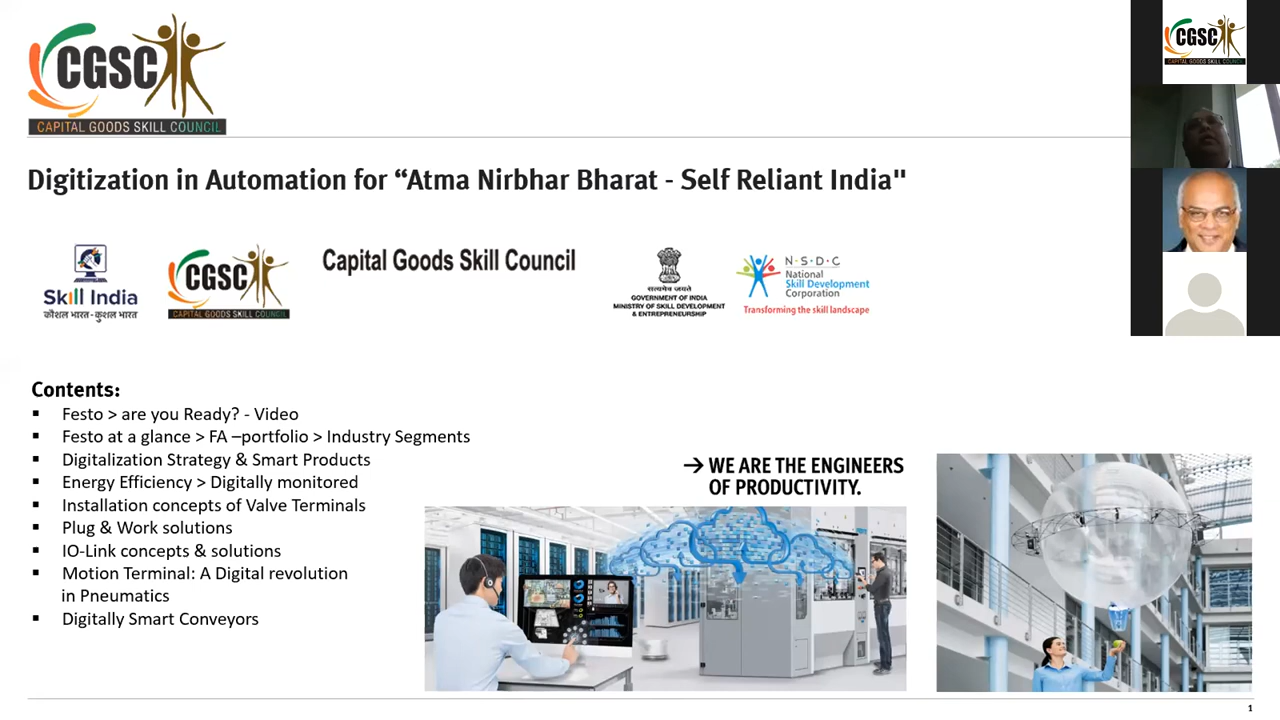 CGSC
CAPITAL GOODS SKILL COUNCIL
CGSC
CAPITAL GOODS SKILL COUNCIL
Digitization in Automation for “Atma Nirbhar Bharat - Self Reliant India"
Skill India
कौशल भारत-कुशल भारत
CGSC
CAPITAL GOODS SKILL COUNCIL
Capital Goods Skill Council
सत्यमेव जयते
GOVERNMENT OF INDIA
MINISTRY OF SKILL DEVELOPMENT
& ENTREPRENEURSHIP
N·S·D·C
National
Skill Development
Corporation
Transforming the skill landscape
Contents:
▪ Festo > are you Ready? - Video
▪ Festo at a glance > FA –portfolio > Industry Segments
▪ Digitalization Strategy & Smart Products
▪ Energy Efficiency > Digitally monitored
▪ Installation concepts of Valve Terminals
▪ Plug & Work solutions
▪ IO-Link concepts & solutions
▪ Motion Terminal: A Digital revolution
in Pneumatics
▪ Digitally Smart Conveyors
→ WE ARE THE ENGINEERS
OF PRODUCTIVITY.
1